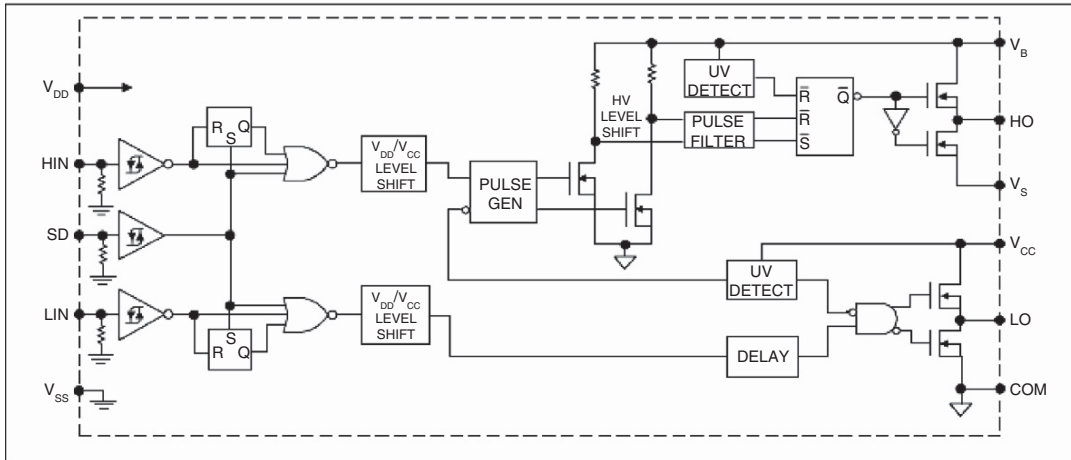 V_DD
HIN
SD
LIN
V_SS
R
S
Q
V_DD/V_CC
LEVEL
SHIFT
PULSE
GEN
HV
LEVEL
SHIFT
UV
DETECT
PULSE
FILTER
R̅
R̅
S̅
Q̅
V_B
HO
V_S
S
R
Q
V_DD/V_CC
LEVEL
SHIFT
UV
DETECT
DELAY
V_CC
LO
COM